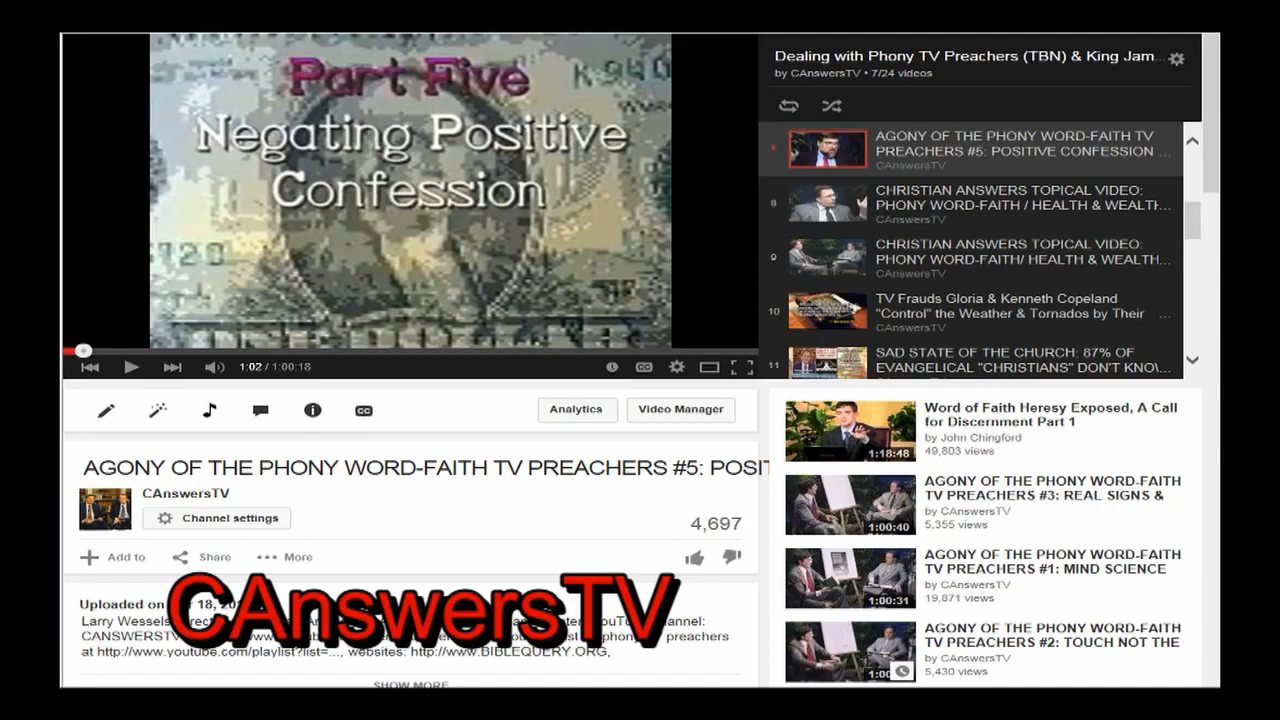 Part Five
Negating Positive
Confession
1:02 / 1:00:18
Dealing with Phony TV Preachers (TBN) & King Jam...
by CAnswersTV • 7/24 videos
AGONY OF THE PHONY WORD-FAITH TV
PREACHERS #5: POSITIVE CONFESSION ...
CAnswersTV
8
CHRISTIAN ANSWERS TOPICAL VIDEO:
PHONY WORD-FAITH / HEALTH & WEALTH...
CAnswersTV
9
CHRISTIAN ANSWERS TOPICAL VIDEO:
PHONY WORD-FAITH/ HEALTH & WEALTH...
CAnswersTV
10
TV Frauds Gloria & Kenneth Copeland
"Control" the Weather & Tornados by Their ...
CAnswersTV
11
SAD STATE OF THE CHURCH: 87% OF
EVANGELICAL "CHRISTIANS" DON'T KNOW...
Analytics
Video Manager
AGONY OF THE PHONY WORD-FAITH TV PREACHERS #5: POSIT
CAnswersTV
Channel settings
4,697
Add to
Share
More
Uploaded on
18,
Larry Wessels,
CANSWERSTV
preachers
at http://www.youtube.com/playlist?list=..., websites: http://www.BIBLEQUERY.ORG,
SHOW MORE
CAnswersTV
Word of Faith Heresy Exposed, A Call
for Discernment Part 1
by John Chingford
49,803 views
1:18:48
AGONY OF THE PHONY WORD-FAITH
TV PREACHERS #3: REAL SIGNS &
by CAnswersTV
5,355 views
1:00:40
AGONY OF THE PHONY WORD-FAITH
TV PREACHERS #1: MIND SCIENCE
by CAnswersTV
19,871 views
1:00:31
AGONY OF THE PHONY WORD-FAITH
TV PREACHERS #2: TOUCH NOT THE
by CAnswersTV
5,430 views